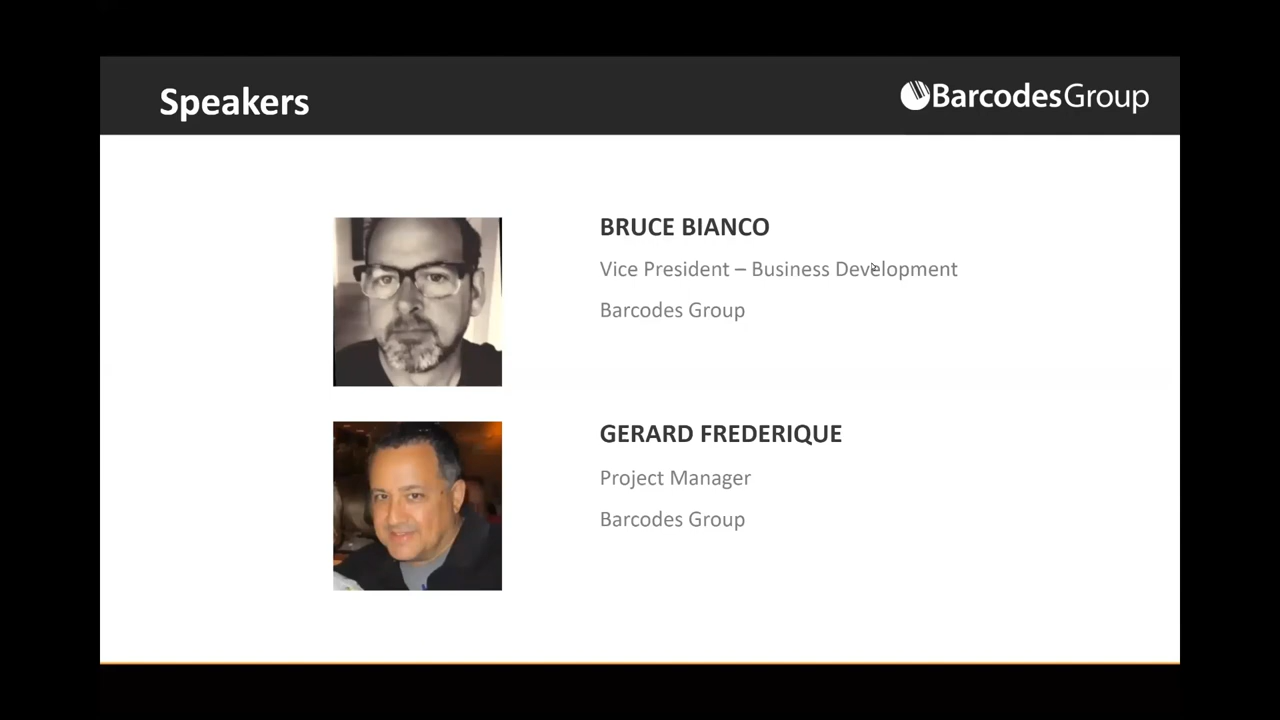 Speakers
BarcodesGroup
BRUCE BIANCO
Vice President – Business Development
Barcodes Group
GERARD FREDERIQUE
Project Manager
Barcodes Group